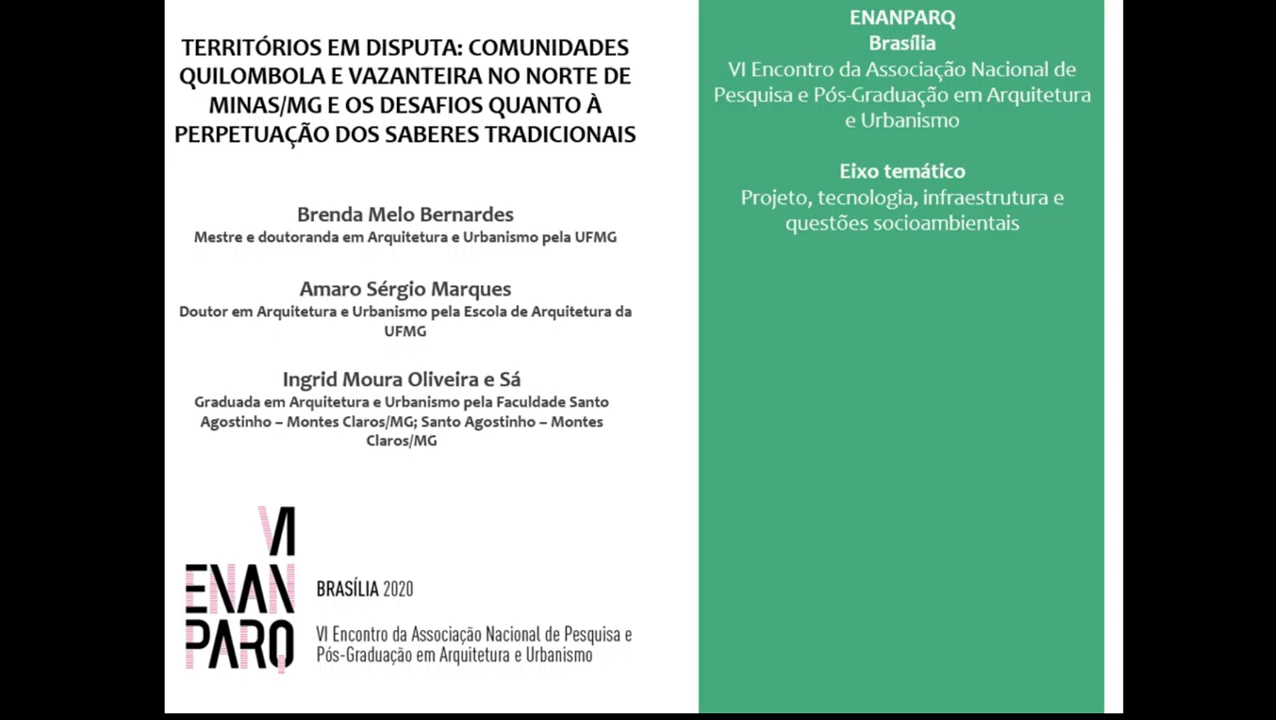 TERRITÓRIOS EM DISPUTA: COMUNIDADES
QUILOMBOLA E VAZANTEIRA NO NORTE DE
MINAS/MG E OS DESAFIOS QUANTO À
PERPETUAÇÃO DOS SABERES TRADICIONAIS
Brenda Melo Bernardes
Mestre e doutoranda em Arquitetura e Urbanismo pela UFMG
Amaro Sérgio Marques
Doutor em Arquitetura e Urbanismo pela Escola de Arquitetura da
UFMG
Ingrid Moura Oliveira e Sá
Graduada em Arquitetura e Urbanismo pela Faculdade Santo
Agostinho – Montes Claros/MG; Santo Agostinho – Montes
Claros/MG
VI
ENAN
PARQ
BRASÍLIA 2020
VI Encontro da Associação Nacional de Pesquisa e
Pós-Graduação em Arquitetura e Urbanismo
ENANPARQ
Brasília
VI Encontro da Associação Nacional de
Pesquisa e Pós-Graduação em Arquitetura
e Urbanismo
Eixo temático
Projeto, tecnologia, infraestrutura e
questões socioambientais